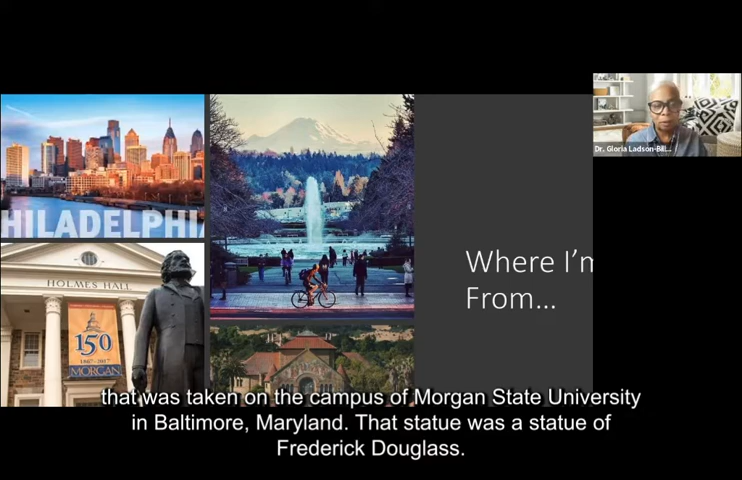 Dr. Gloria Ladson-Bil...
HILADELPHI
Where I'm
From...
HOLMES HALL
150
1867-2017
MORGAN
that was taken on the campus of Morgan State University
in Baltimore, Maryland. That statue was a statue of
Frederick Douglass.